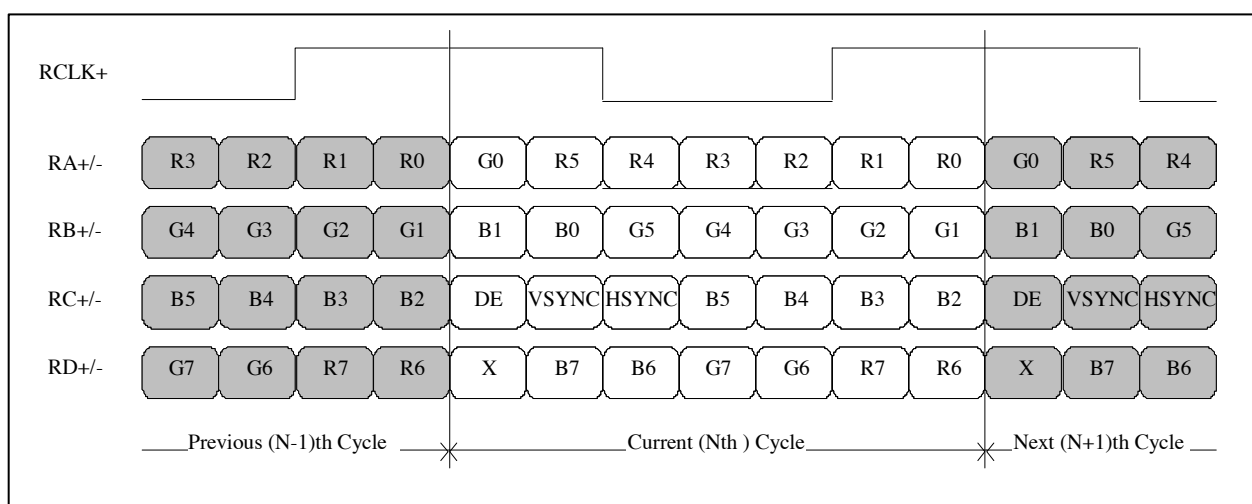 RCLK+
RA+/- R3 R2 R1 R0 G0 R5 R4 R3 R2 R1 R0 G0 R5 R4
RB+/- G4 G3 G2 G1 B1 B0 G5 G4 G3 G2 G1 B1 B0 G5
RC+/- B5 B4 B3 B2 DE VSYNC HSYNC B5 B4 B3 B2 DE VSYNC HSYNC
RD+/- G7 G6 R7 R6 X B7 B6 G7 G6 R7 R6 X B7 B6
Previous (N-1)th Cycle Current (Nth ) Cycle Next (N+1)th Cycle